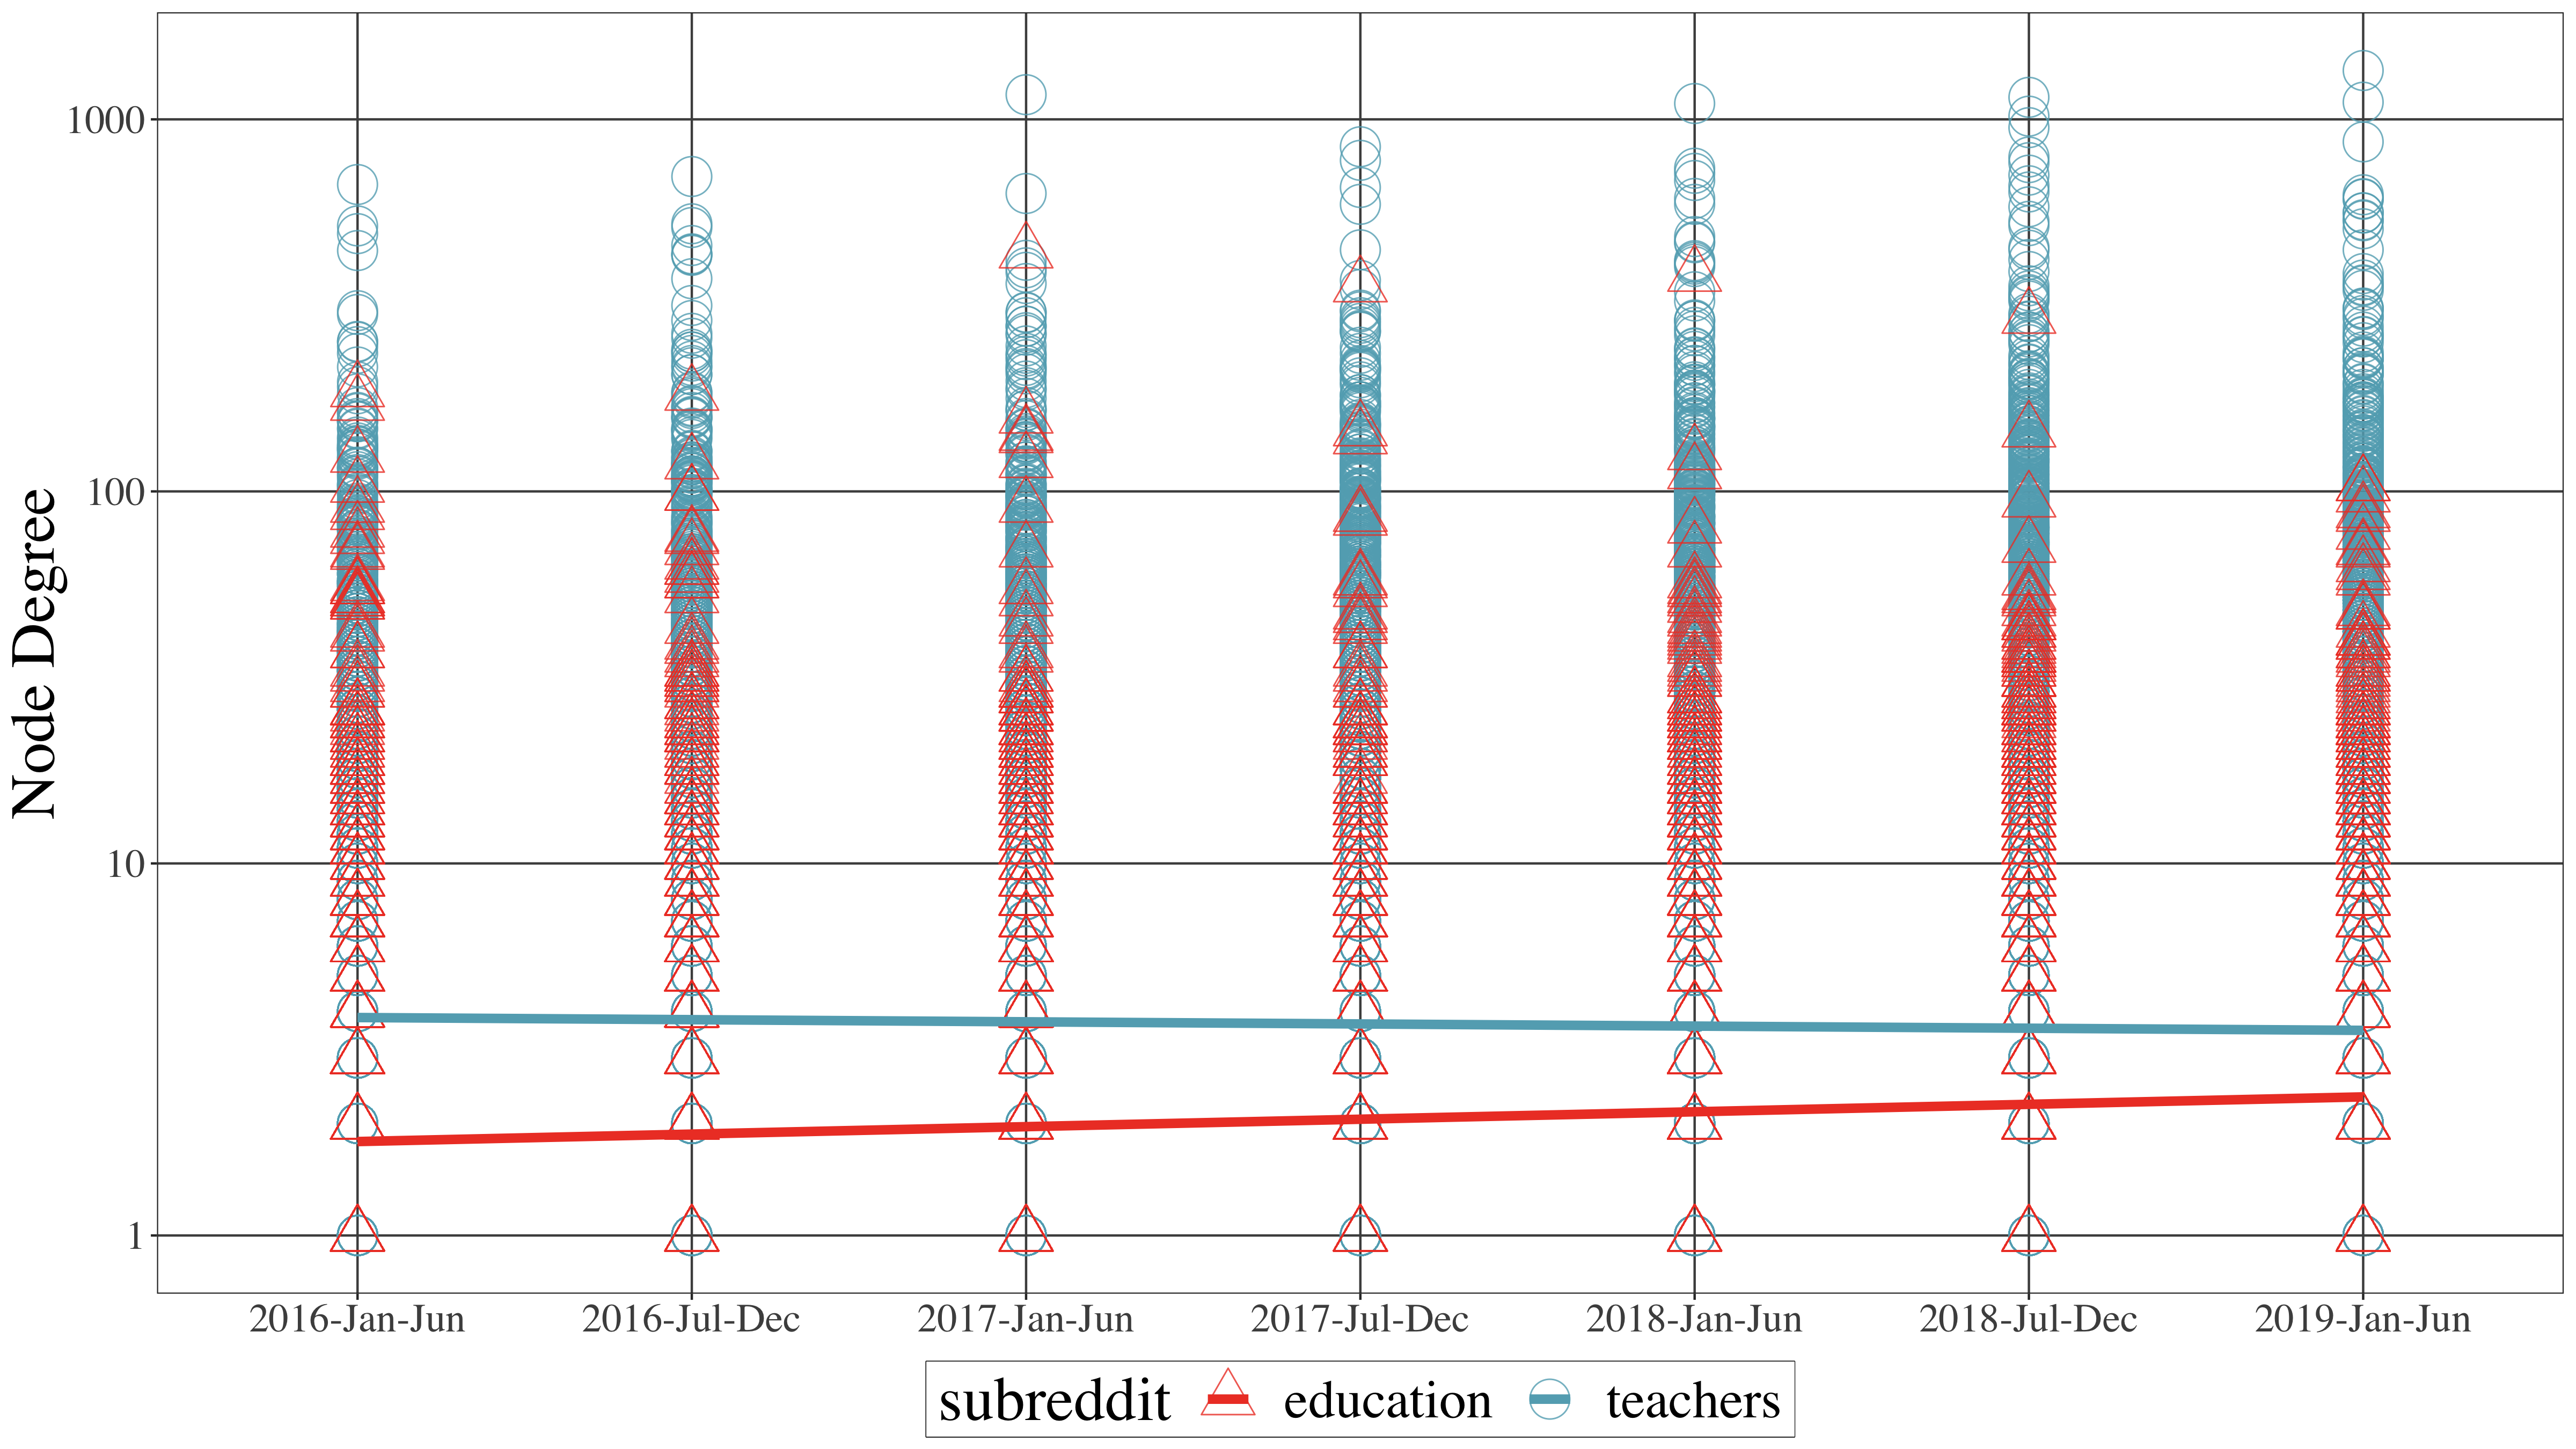 Node Degree
1000
100
10
1
2016-Jan-Jun 2016-Jul-Dec 2017-Jan-Jun 2017-Jul-Dec 2018-Jan-Jun 2018-Jul-Dec 2019-Jan-Jun
subreddit education teachers